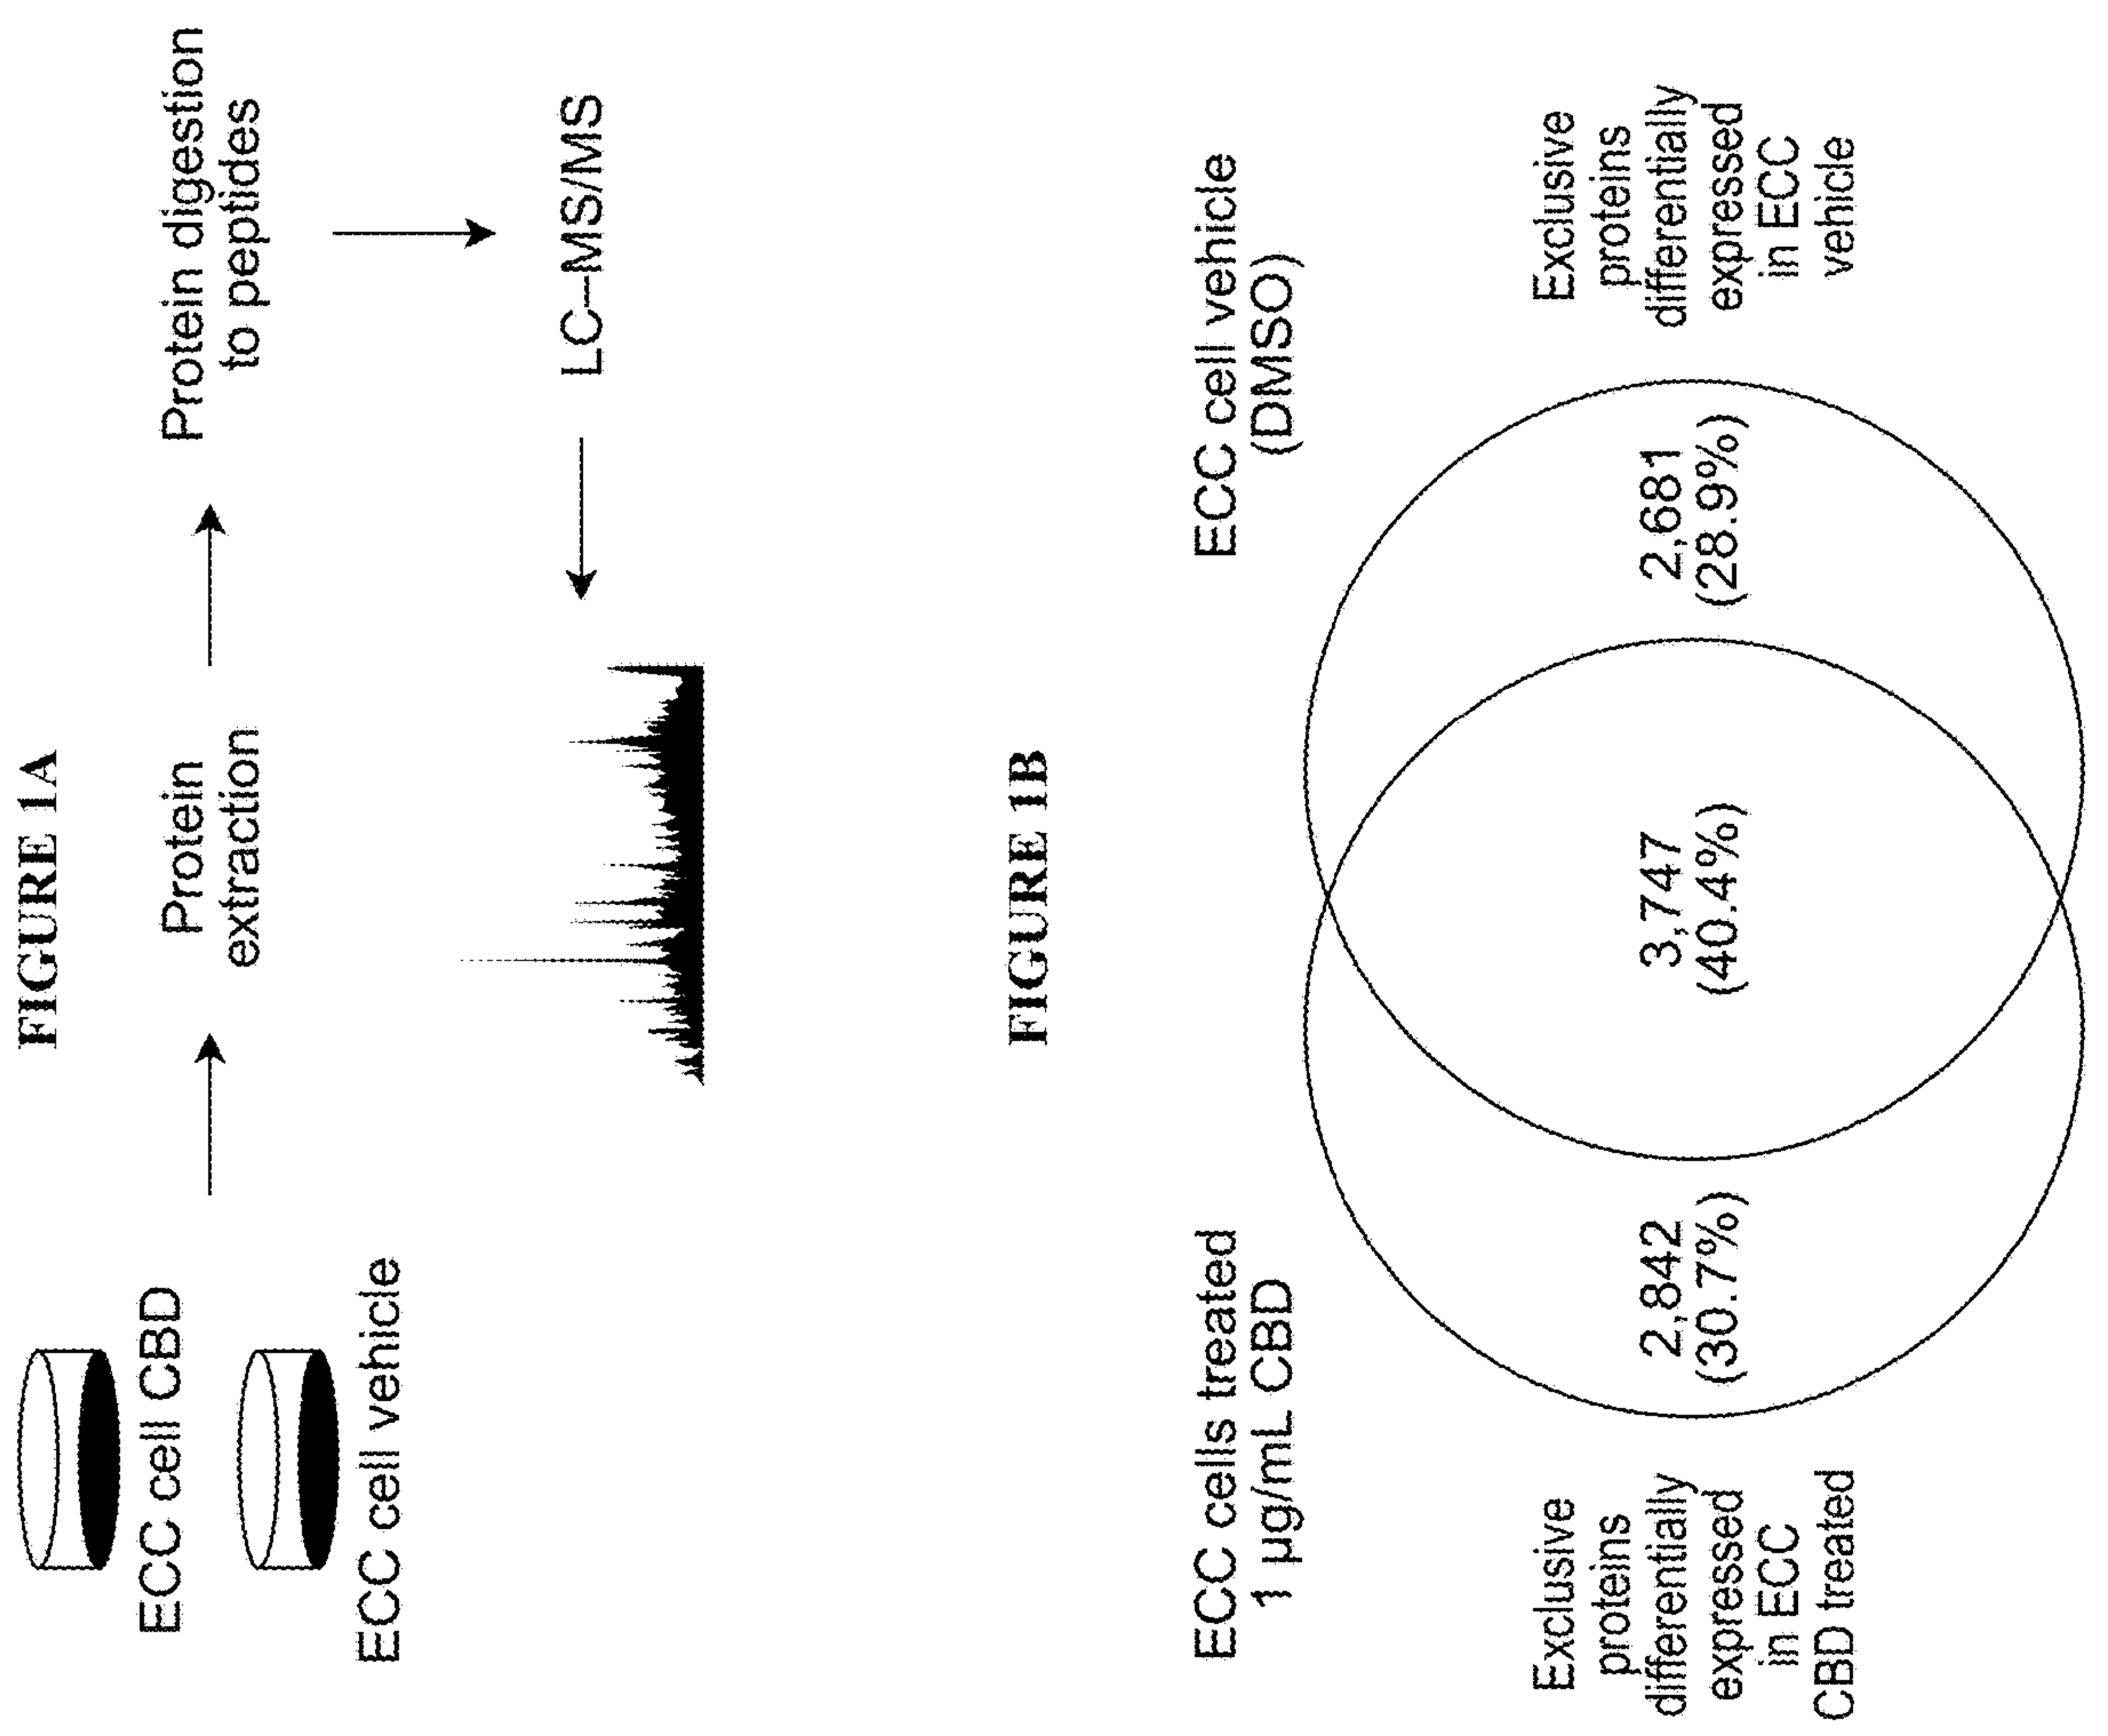 FIGURE 1A
ECC cell CBD
ECC cell vehicle
Protein
extraction
Protein digestion
to peptides
LC–MS/MS
FIGURE 1B
ECC cells treated
1 µg/mL CBD
ECC cell vehicle
(DMSO)
Exclusive
proteins
differentially
expressed
in ECC
CBD treated
2,842
(30.7%)
3,747
(40.4%)
2,681
(28.9%)
Exclusive
proteins
differentially
expressed
in ECC
vehicle